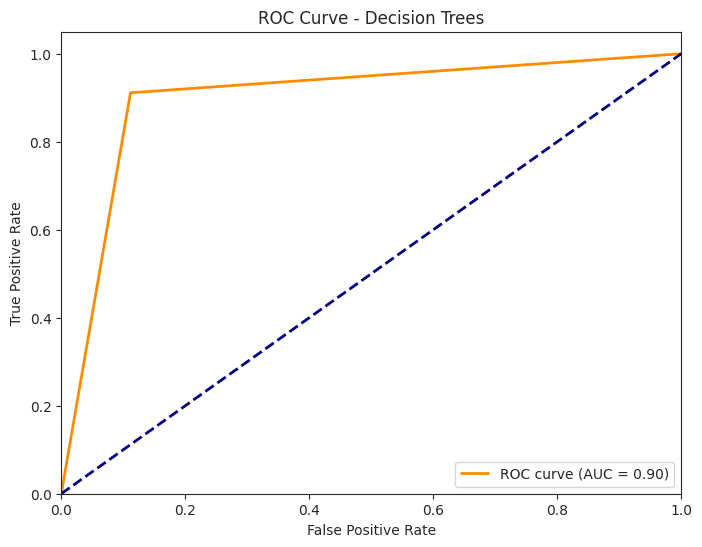 ROC Curve - Decision Trees
True Positive Rate
1.0
0.8
0.6
0.4
0.2
0.0
0.0 0.2 0.4 0.6 0.8 1.0
False Positive Rate
ROC curve (AUC = 0.90)